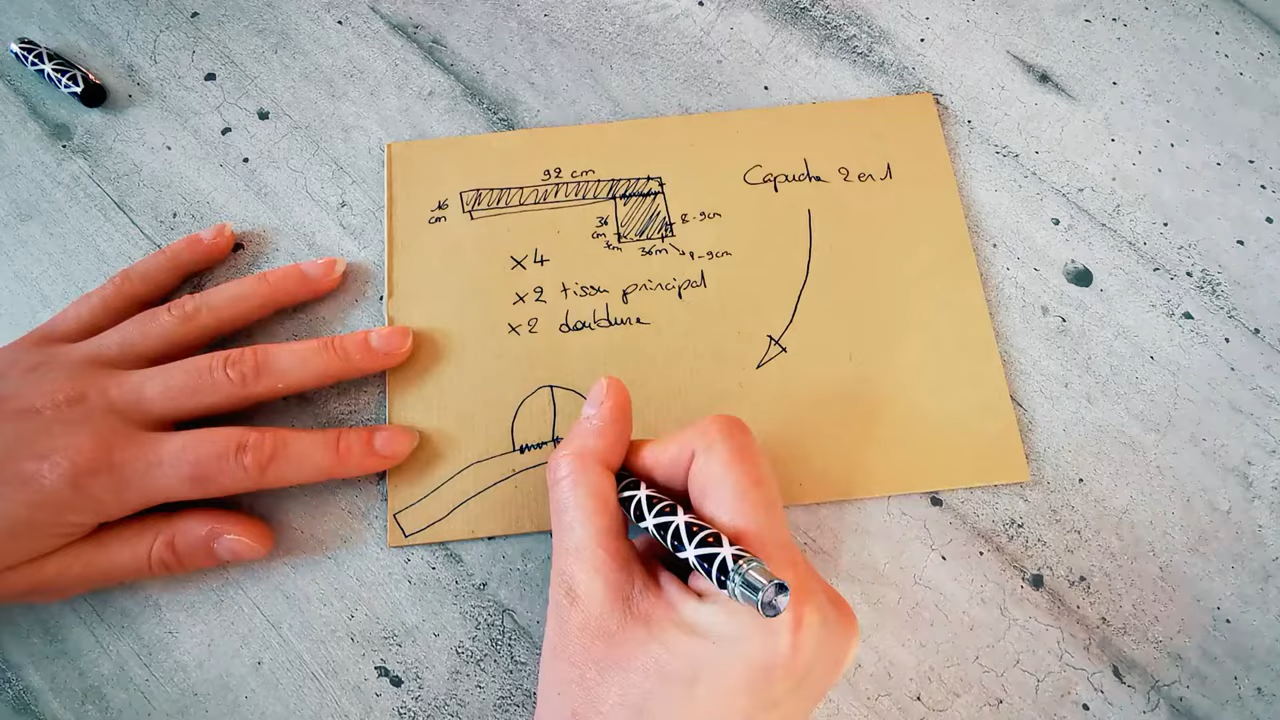 92 cm
16
cm
36
cm
3cm
36m
8-9cm
8-9cm
x4
x2 tissu principal
x2 doublure
Capuche 2 en 1